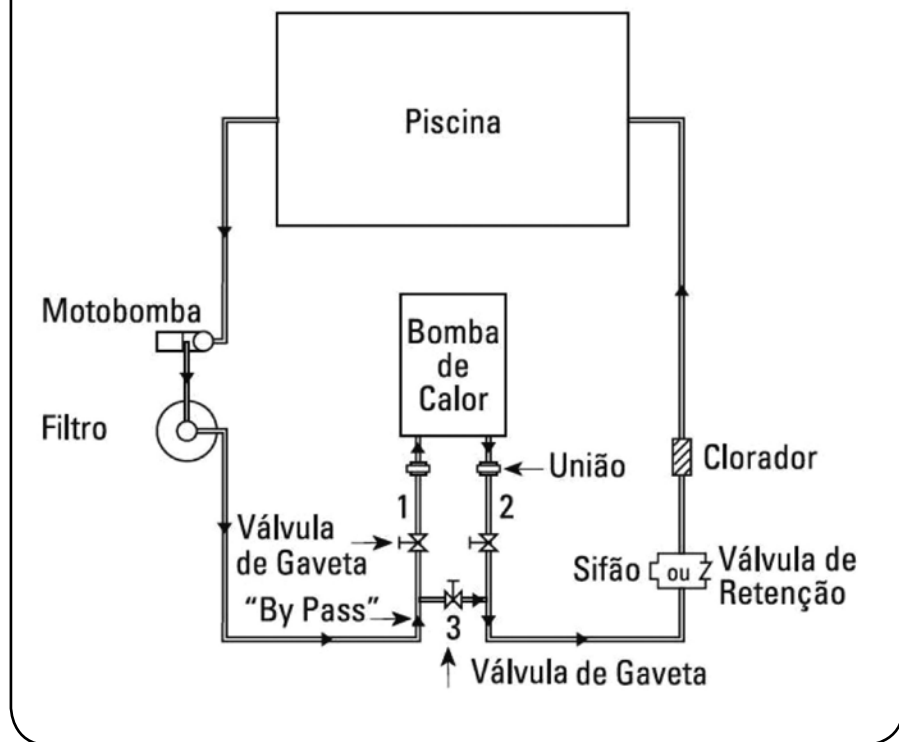 Piscina
Motobomba
Bomba
de
Calor
Filtro
União
Clorador
1
2
Válvula
de Gaveta
Sifão
ou
Válvula de
Retenção
"By Pass"
3
Válvula de Gaveta